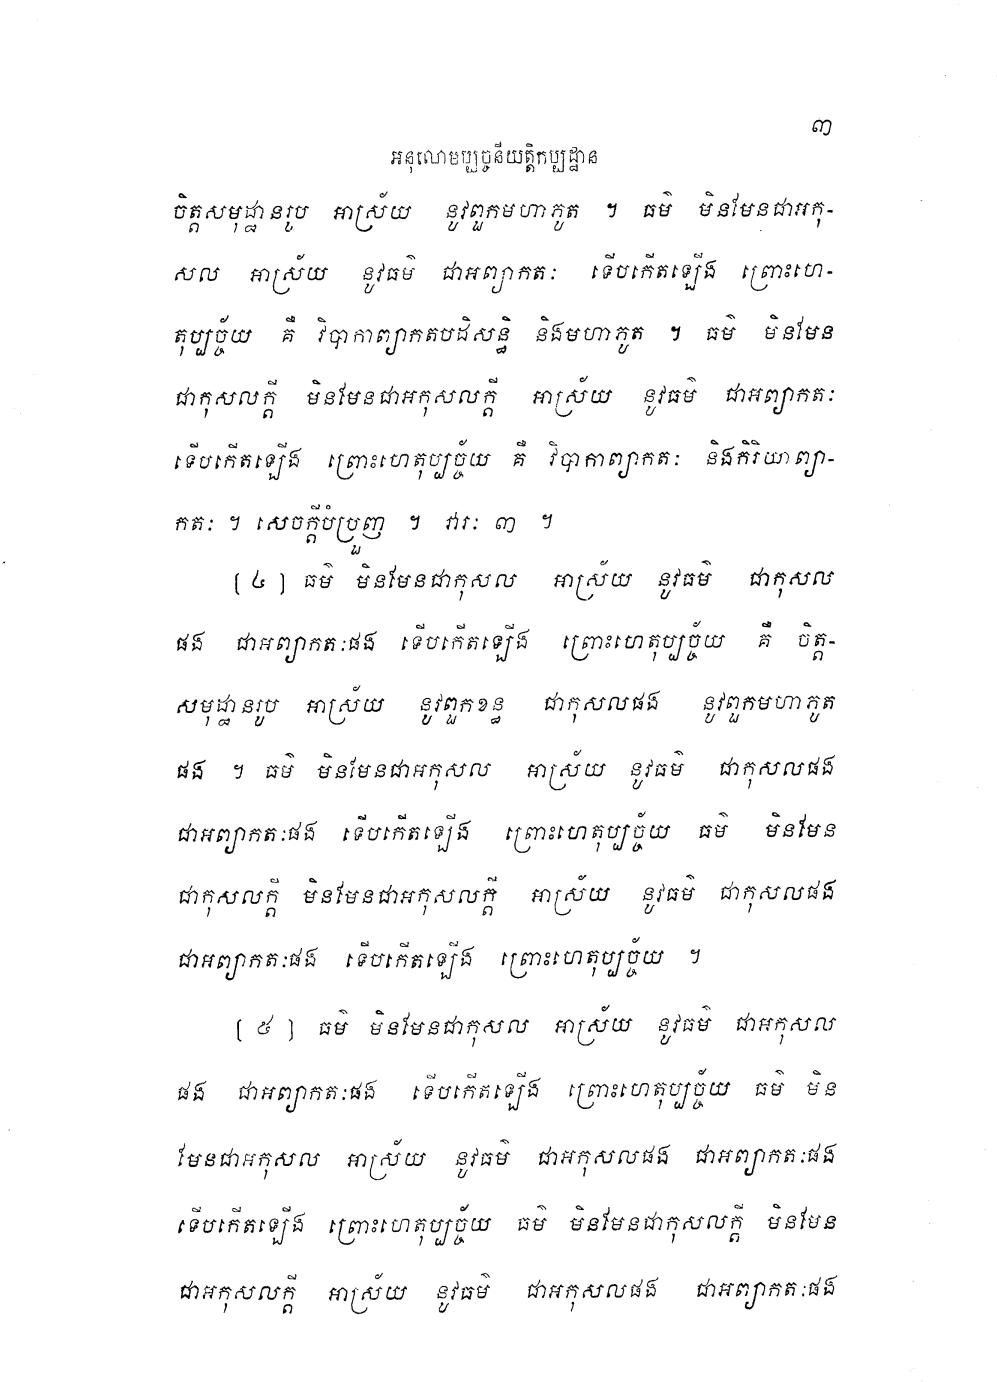 ៣
អនុលោមប្បច្ចនីយត្តិកប្បដ្ឋាន
ចិត្តសមុដ្ឋានរូប អាស្រ័យ នូវពួកមហាភូត ។ ធម៌ មិនមែនជាអកុ-
សល អាស្រ័យ នូវធម៌ ជាអព្យាកតៈ ទើបកើតឡើង ព្រោះហេ-
តុប្បច្ច័យ គឺ វិបាកាព្យាកតបដិសន្ធិ និងមហាភូត ។ ធម៌ មិនមែន
ជាកុសលក្តី មិនមែនជាអកុសលក្តី អាស្រ័យ នូវធម៌ ជាអព្យាកតៈ
ទើបកើតឡើង ព្រោះហេតុប្បច្ច័យ គឺ វិបាកាព្យាកតៈ និងកិរិយាព្យា-
កតៈ ។ សេចក្តីបំប្រួញ ។ វារៈ ៣ ។
[ ៤ ] ធម៌ មិនមែនជាកុសល អាស្រ័យ នូវធម៌ ជាកុសល
ផង ជាអព្យាកតៈផង ទើបកើតឡើង ព្រោះហេតុប្បច្ច័យ គឺ ចិត្ត-
សមុដ្ឋានរូប អាស្រ័យ នូវពួកខន្ធ ជាកុសលផង នូវពួកមហាភូត
ផង ។ ធម៌ មិនមែនជាអកុសល អាស្រ័យ នូវធម៌ ជាកុសលផង
ជាអព្យាកតៈផង ទើបកើតឡើង ព្រោះហេតុប្បច្ច័យ ធម៌ មិនមែន
ជាកុសលក្តី មិនមែនជាអកុសលក្តី អាស្រ័យ នូវធម៌ ជាកុសលផង
ជាអព្យាកតៈផង ទើបកើតឡើង ព្រោះហេតុប្បច្ច័យ ។
[ ៥ ] ធម៌ មិនមែនជាកុសល អាស្រ័យ នូវធម៌ ជាអកុសល
ផង ជាអព្យាកតៈផង ទើបកើតឡើង ព្រោះហេតុប្បច្ច័យ ធម៌ មិន
មែនជាអកុសល អាស្រ័យ នូវធម៌ ជាអកុសលផង ជាអព្យាកតៈផង
ទើបកើតឡើង ព្រោះហេតុប្បច្ច័យ ធម៌ មិនមែនជាកុសលក្តី មិនមែន
ជាអកុសលក្តី អាស្រ័យ នូវធម៌ ជាអកុសលផង ជាអព្យាកតៈផង